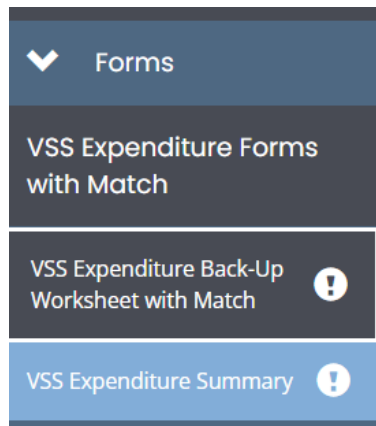 Forms
VSS Expenditure Forms
with Match
VSS Expenditure Back-Up
Worksheet with Match
VSS Expenditure Summary